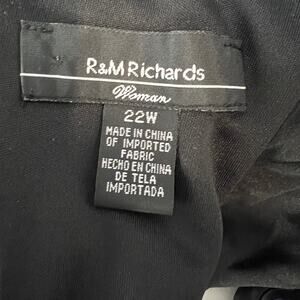 R&M Richards
Woman
22W
MADE IN CHINA
OF IMPORTED
FABRIC
HECHO EN CHINA
DE TELA
IMPORTADA